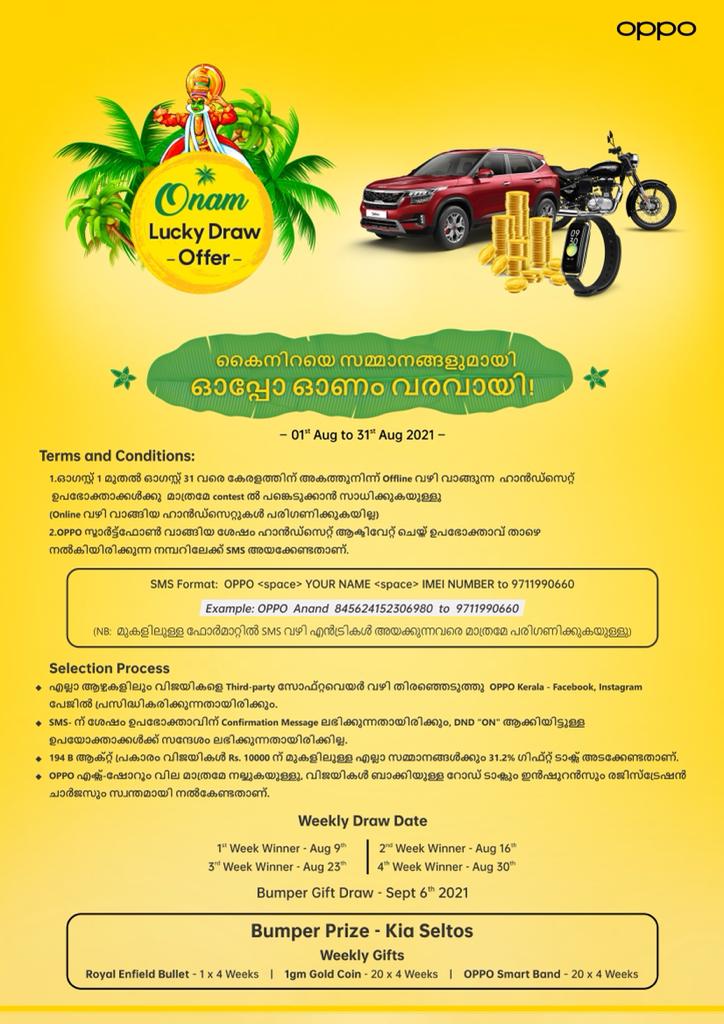 oppo
Onam
Lucky Draw
– Offer –
കൈനിറയെ സമ്മാനങ്ങളുമായി
ഓപ്പോ ഓണം വരവായി!
– 01st Aug to 31st Aug 2021 –
Terms and Conditions:
1.ഓഗസ്റ്റ് 1 മുതൽ ഓഗസ്റ്റ് 31 വരെ കേരളത്തിന് അകത്തുനിന്ന് Offline വഴി വാങ്ങുന്ന ഹാൻഡ്സെറ്റ്
ഉപഭോക്താക്കൾക്കു മാത്രമേ contest ൽ പങ്കെടുക്കാൻ സാധിക്കുകയുള്ളു
(Online വഴി വാങ്ങിയ ഹാൻഡ്സെറ്റുകൾ പരിഗണിക്കുകയില്ല)
2.OPPO സ്മാർട്ട്ഫോൺ വാങ്ങിയ ശേഷം ഹാൻഡ്സെറ്റ് ആക്ടിവേറ്റ് ചെയ്ത് ഉപഭോക്താവ് താഴെ
നൽകിയിരിക്കുന്ന നമ്പറിലേക്ക് SMS അയക്കേണ്ടതാണ്.
SMS Format: OPPO <space> YOUR NAME <space> IMEI NUMBER to 9711990660
Example: OPPO Anand 845624152306980 to 9711990660
(NB: മുകളിലുള്ള ഫോർമാറ്റിൽ SMS വഴി എൻട്രികൾ അയക്കുന്നവരെ മാത്രമേ പരിഗണിക്കുകയുള്ളു)
Selection Process
◆ എല്ലാ ആഴ്ചകളിലും വിജയികളെ Third-party സോഫ്റ്റവെയർ വഴി തിരഞ്ഞെടുത്തു OPPO Kerala - Facebook, Instagram
പേജിൽ പ്രസിദ്ധികരിക്കുന്നതായിരിക്കും.
◆ SMS- ന് ശേഷം ഉപഭോക്താവിന് Confirmation Message ലഭിക്കുന്നതായിരിക്കും, DND "ON" ആക്കിയിട്ടുള്ള
ഉപയോക്താക്കൾക്ക് സന്ദേശം ലഭിക്കുന്നതായിരിക്കില്ല.
◆ 194 B ആക്റ്റ് പ്രകാരം വിജയികൾ Rs. 10000 ന് മുകളിലുള്ള എല്ലാ സമ്മാനങ്ങൾക്കും 31.2% ഗിഫ്റ്റ് ടാക്സ് അടക്കേണ്ടതാണ്.
◆ OPPO എക്സ്-ഷോറൂം വില മാത്രമേ നല്കുകയുള്ളു, വിജയികൾ ബാക്കിയുള്ള റോഡ് ടാക്സും ഇൻഷുറൻസും രജിസ്ട്രേഷൻ
ചാർജസും സ്വന്തമായി നൽകേണ്ടതാണ്.
Weekly Draw Date
1st Week Winner - Aug 9th | 2nd Week Winner - Aug 16th
3rd Week Winner - Aug 23th | 4th Week Winner - Aug 30th
Bumper Gift Draw - Sept 6th 2021
Bumper Prize - Kia Seltos
Weekly Gifts
Royal Enfield Bullet - 1 x 4 Weeks | 1gm Gold Coin - 20 x 4 Weeks | OPPO Smart Band - 20 x 4 Weeks